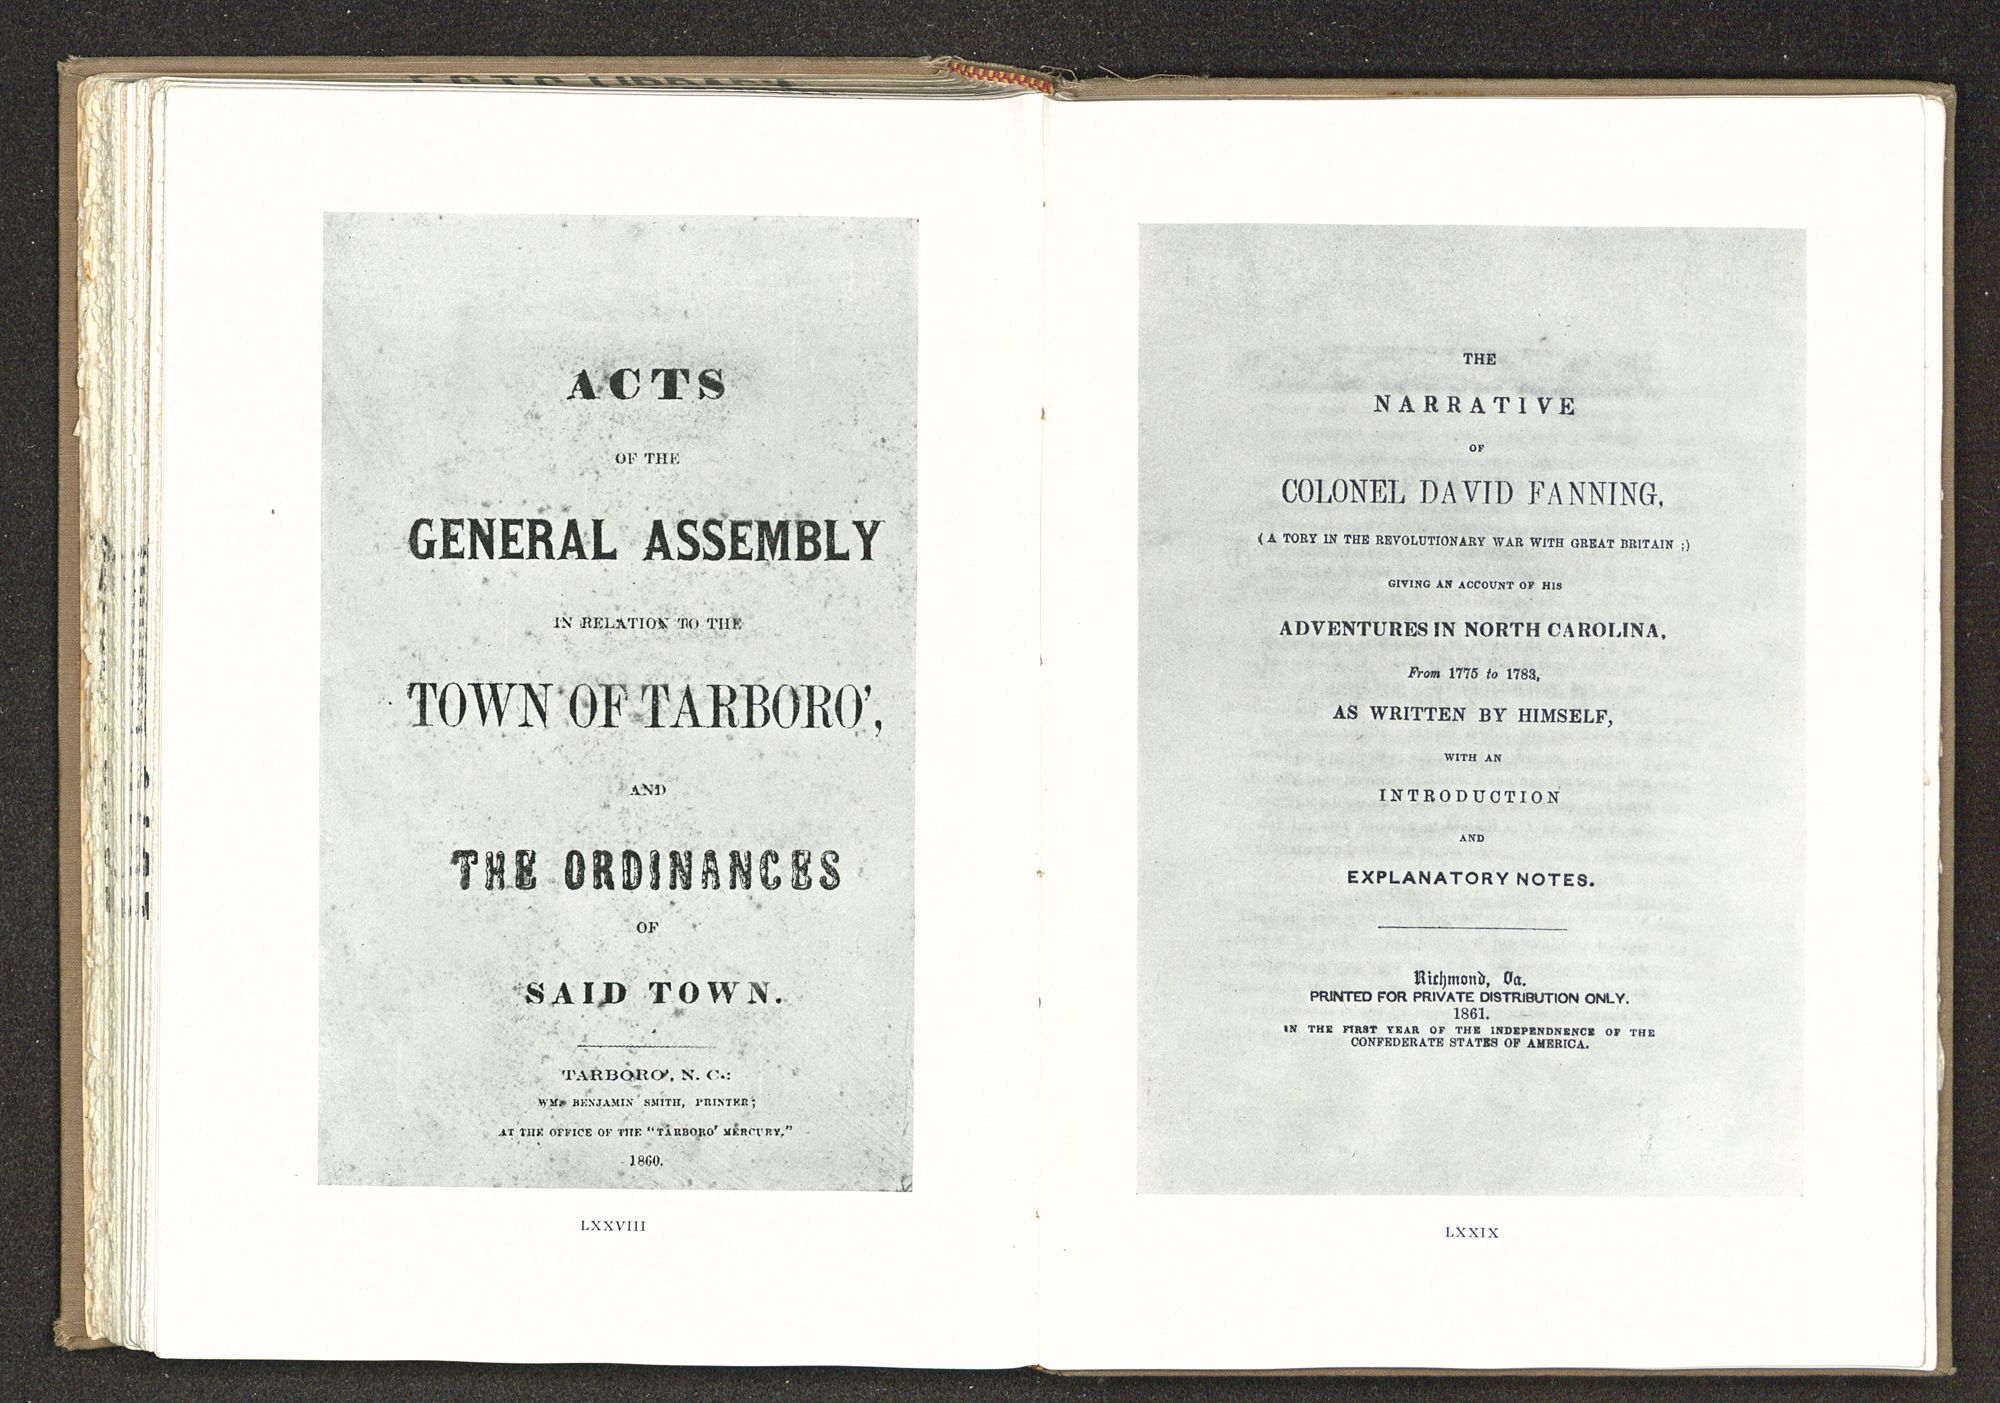 E.C.T.C. LIBRARY
ACTS
OF THE
GENERAL ASSEMBLY
IN RELATION TO THE
TOWN OF TARBORO',
AND
THE ORDINANCES
OF
SAID TOWN.
TARBORO', N. C.:
WM. BENJAMIN SMITH, PRINTER;
AT THE OFFICE OF THE "TARBORO' MERCURY."
1860.
LXXVIII
THE
NARRATIVE
OF
COLONEL DAVID FANNING,
(A TORY IN THE REVOLUTIONARY WAR WITH GREAT BRITAIN ;)
GIVING AN ACCOUNT OF HIS
ADVENTURES IN NORTH CAROLINA,
From 1775 to 1783,
AS WRITTEN BY HIMSELF,
WITH AN
INTRODUCTION
AND
EXPLANATORY NOTES.
Richmond, Va.
PRINTED FOR PRIVATE DISTRIBUTION ONLY.
1861.
IN THE FIRST YEAR OF THE INDEPENDNENCE OF THE
CONFEDERATE STATES OF AMERICA.
LXXIX